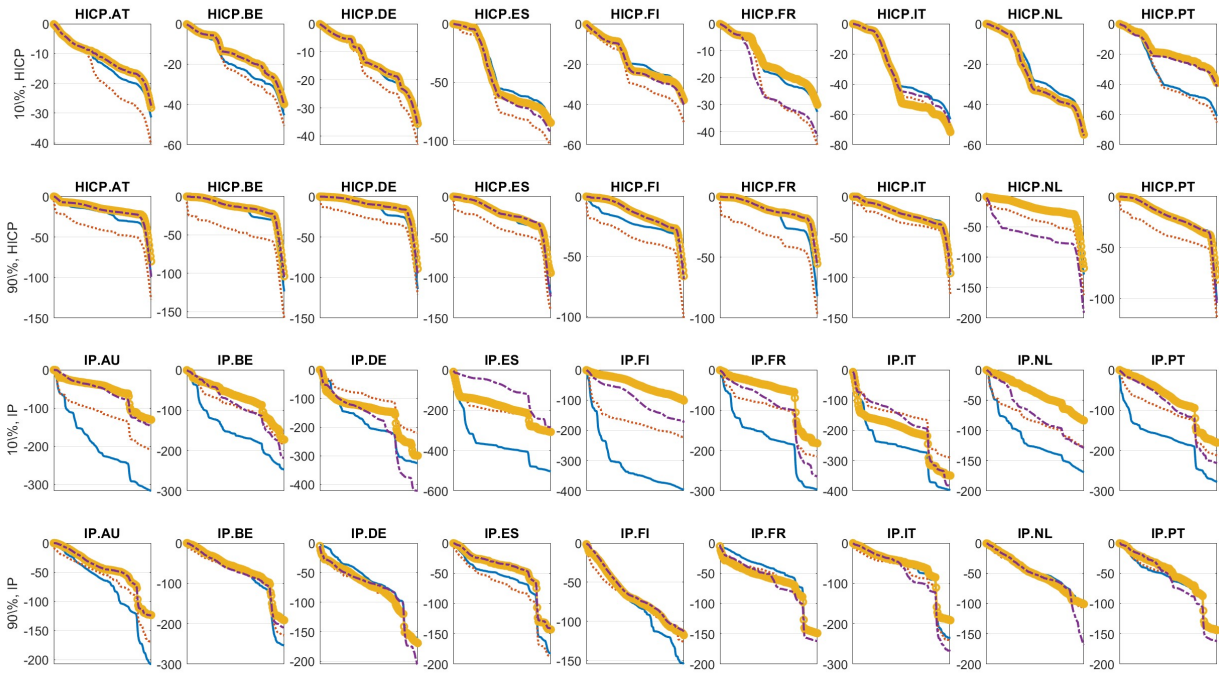 HICP.AT HICP.BE HICP.DE HICP.ES HICP.FI HICP.FR HICP.IT HICP.NL HICP.PT
10\%, HICP
0 -10 -20 -30 -40
0 -20 -40 -60
0 -10 -20 -30 -40
0 -50 -100
0 -20 -40 -60
0 -10 -20 -30 -40
0 -20 -40 -60 -80
0 -20 -40 -60 -80
0 -20 -40 -60 -80
HICP.AT HICP.BE HICP.DE HICP.ES HICP.FI HICP.FR HICP.IT HICP.NL HICP.PT
90\%, HICP
0 -50 -100 -150
0 -50 -100 -150
0 -50 -100 -150
0 -50 -100 -150
0 -50 -100
0 -50 -100
0 -50 -100 -150
0 -50 -100 -150 -200
0 -50 -100
IP.AU IP.BE IP.DE IP.ES IP.FI IP.FR IP.IT IP.NL IP.PT
10\%, IP
0 -100 -200 -300
0 -100 -200 -300
0 -100 -200 -300 -400
0 -200 -400 -600
0 -100 -200 -300 -400
0 -100 -200 -300 -400
0 -100 -200 -300 -400
0 -50 -100 -150 -200
0 -100 -200 -300
IP.AU IP.BE IP.DE IP.ES IP.FI IP.FR IP.IT IP.NL IP.PT
90\%, IP
0 -50 -100 -150 -200
0 -100 -200 -300
0 -50 -100 -150 -200
0 -50 -100 -150 -200
0 -50 -100 -150
0 -50 -100 -150 -200
0 -100 -200 -300
0 -50 -100 -150 -200
0 -50 -100 -150 -200